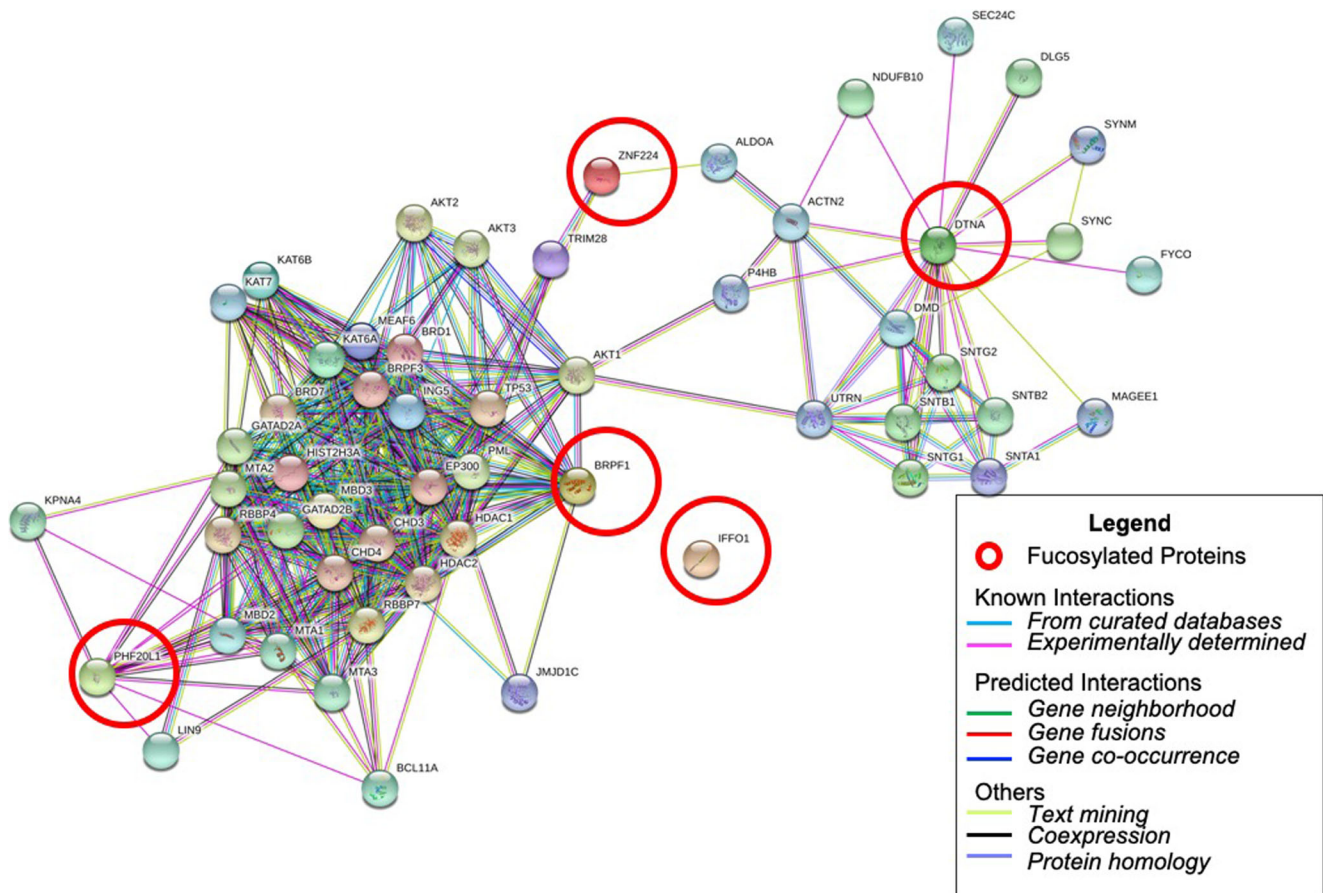 SEC24C
DLG5
NDUFB10
SYNM
ZNF224
ALDOA
ACTN2
DTNA
SYNC
AKT2
AKT3
TRIM28
FYCO
KAT6B
P4HB
KAT7
DMD
MEAF6
KAT6A
BRD1
AKT1
SNTG2
BRPF3
TP53
BRD7
ING5
UTRN
SNTB1
SNTB2
MAGEE1
GATAD2A
HIST2H3A
PML
EP300
BRPF1
SNTG1
SNTA1
MTA2
MBD3
KPNA4
RBBP4
GATAD2B
CHD3
HDAC1
IFFO1
CHD4
HDAC2
RBBP7
MBD2
MTA1
PHF20L1
MTA3
JMJD1C
LIN9
BCL11A
Legend
Fucosylated Proteins
Known Interactions
From curated databases
Experimentally determined
Predicted Interactions
Gene neighborhood
Gene fusions
Gene co-occurrence
Others
Text mining
Coexpression
Protein homology